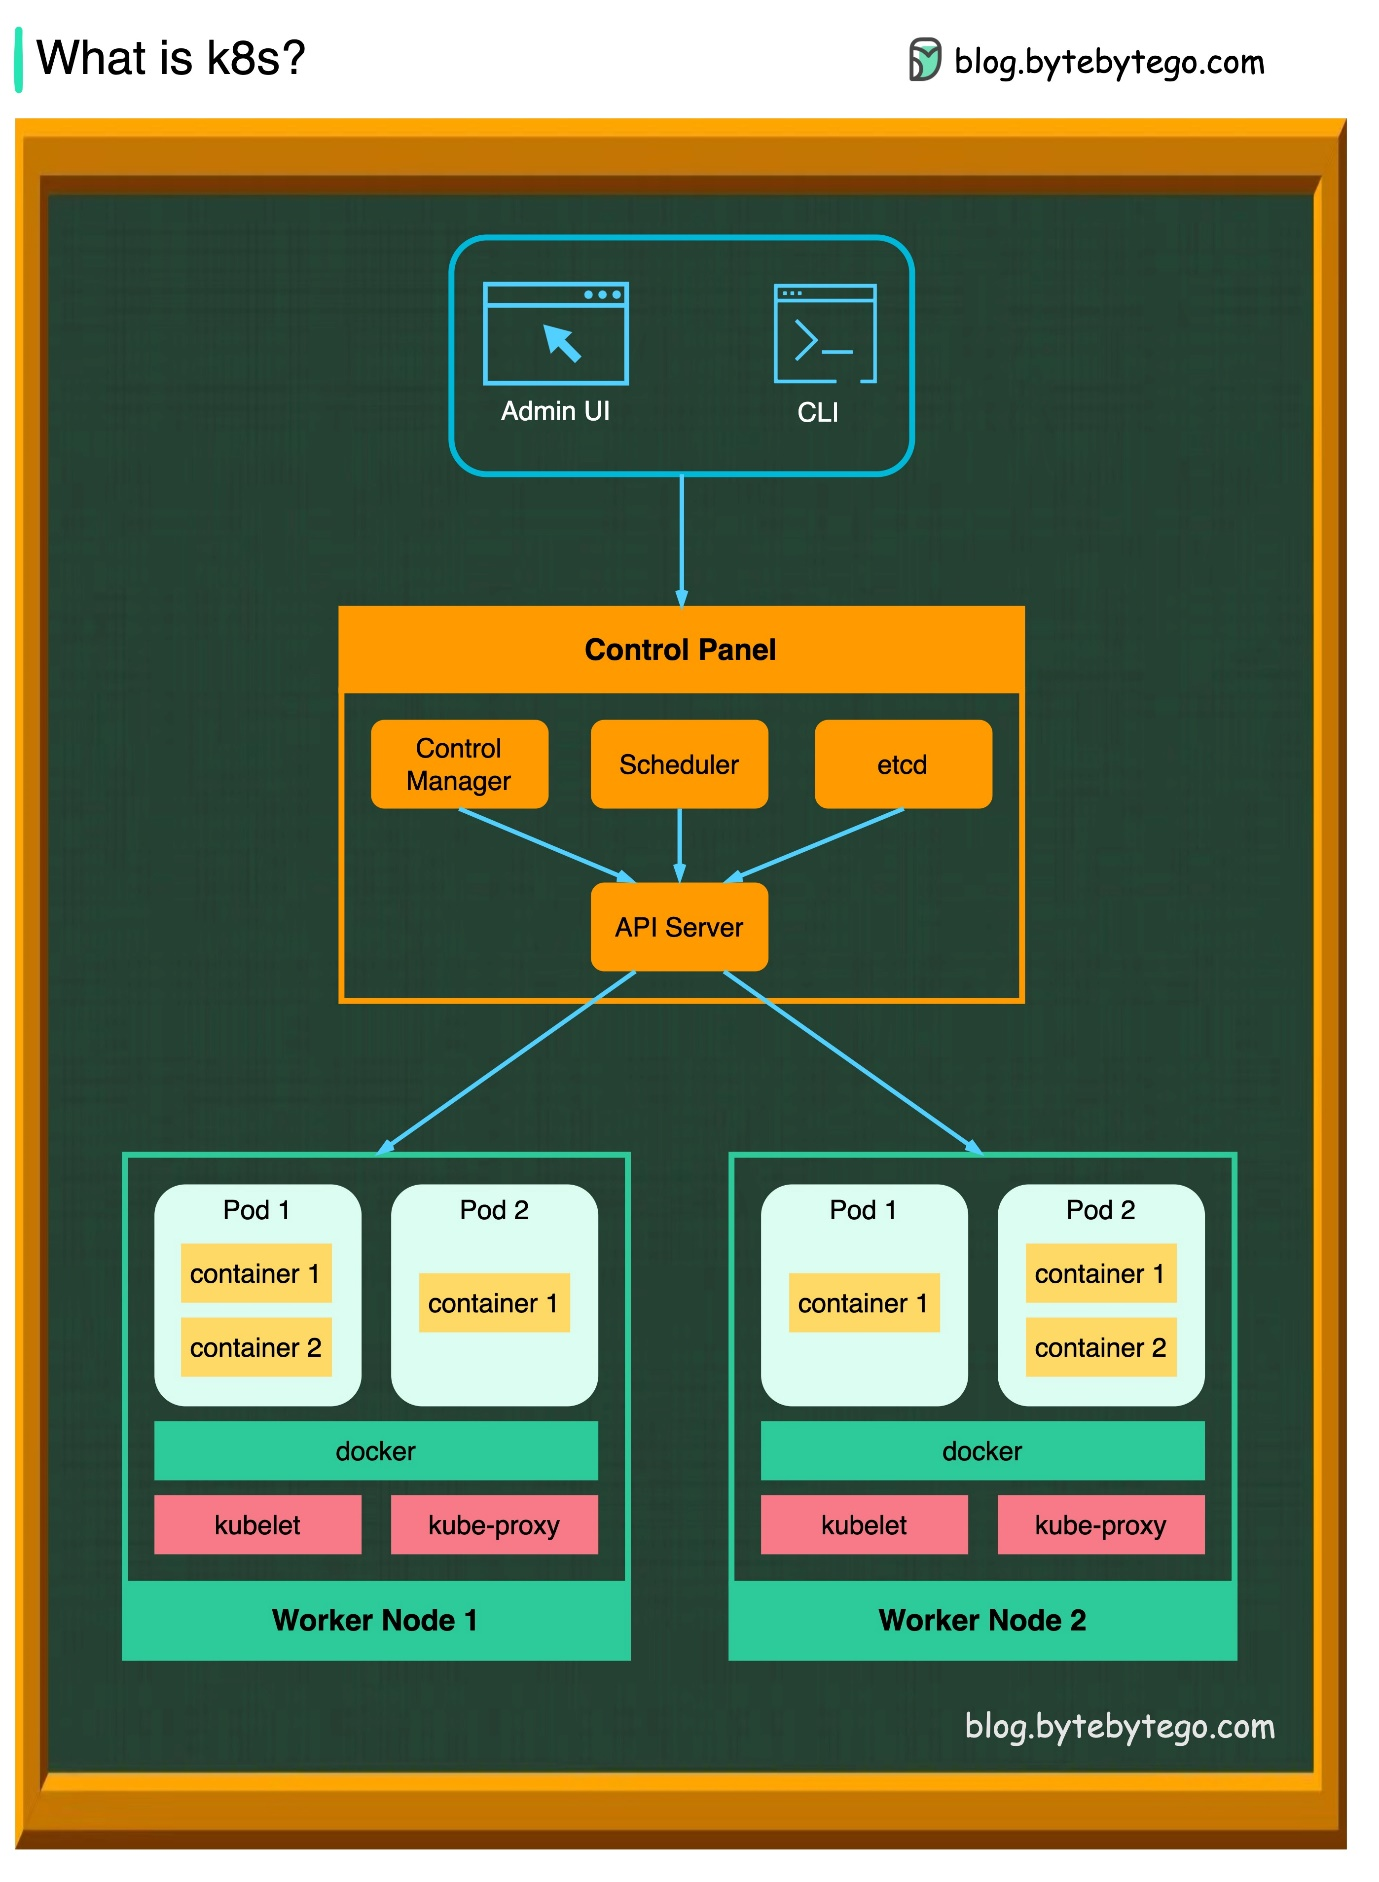 What is k8s?
blog.bytebytego.com
Admin UI
CLI
Control Panel
Control
Manager
Scheduler
etcd
API Server
Pod 1
container 1
container 2
Pod 2
container 1
docker
kubelet
kube-proxy
Worker Node 1
Pod 1
container 1
Pod 2
container 1
container 2
docker
kubelet
kube-proxy
Worker Node 2
blog.bytebytego.com